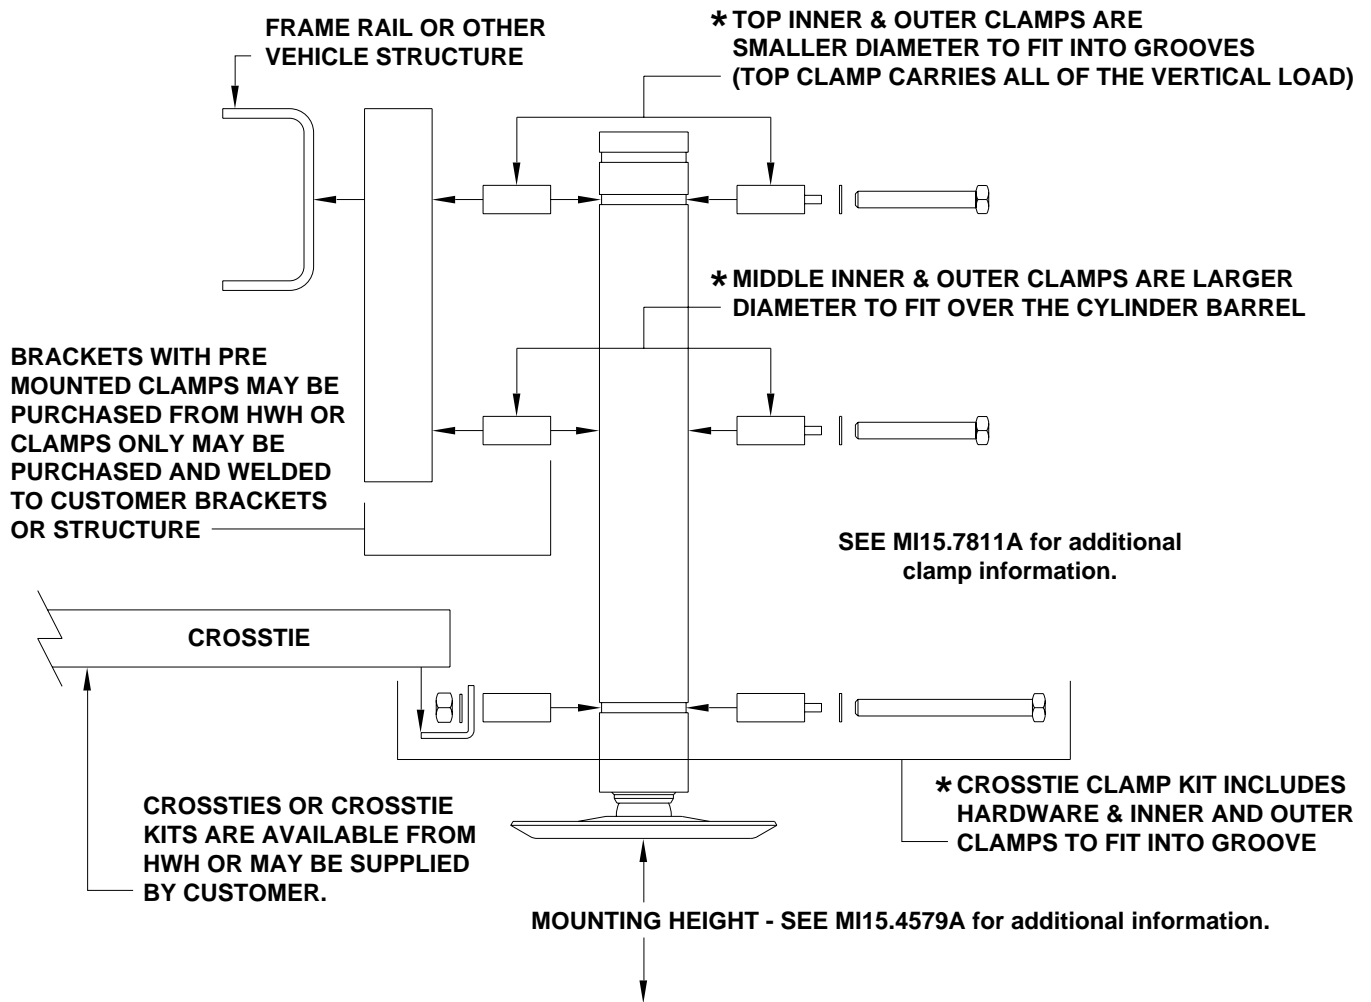 FRAME RAIL OR OTHER
VEHICLE STRUCTURE
* TOP INNER & OUTER CLAMPS ARE
SMALLER DIAMETER TO FIT INTO GROOVES
(TOP CLAMP CARRIES ALL OF THE VERTICAL LOAD)
* MIDDLE INNER & OUTER CLAMPS ARE LARGER
DIAMETER TO FIT OVER THE CYLINDER BARREL
BRACKETS WITH PRE
MOUNTED CLAMPS MAY BE
PURCHASED FROM HWH OR
CLAMPS ONLY MAY BE
PURCHASED AND WELDED
TO CUSTOMER BRACKETS
OR STRUCTURE
SEE MI15.7811A for additional
clamp information.
CROSSTIE
CROSSTIES OR CROSSTIE
KITS ARE AVAILABLE FROM
HWH OR MAY BE SUPPLIED
BY CUSTOMER.
* CROSSTIE CLAMP KIT INCLUDES
HARDWARE & INNER AND OUTER
CLAMPS TO FIT INTO GROOVE
MOUNTING HEIGHT - SEE MI15.4579A for additional information.